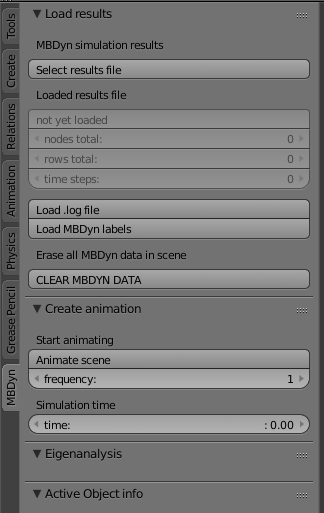 Tools
Create
Relations
Animation
Physics
Grease Pencil
MBDyn
Load results
MBDyn simulation results
Select results file
Loaded results file
not yet loaded
nodes total: 0
rows total: 0
time steps: 0
Load .log file
Load MBDyn labels
Erase all MBDyn data in scene
CLEAR MBDYN DATA
Create animation
Start animating
Animate scene
frequency: 1
Simulation time
time: : 0.00
Eigenanalysis
Active Object info